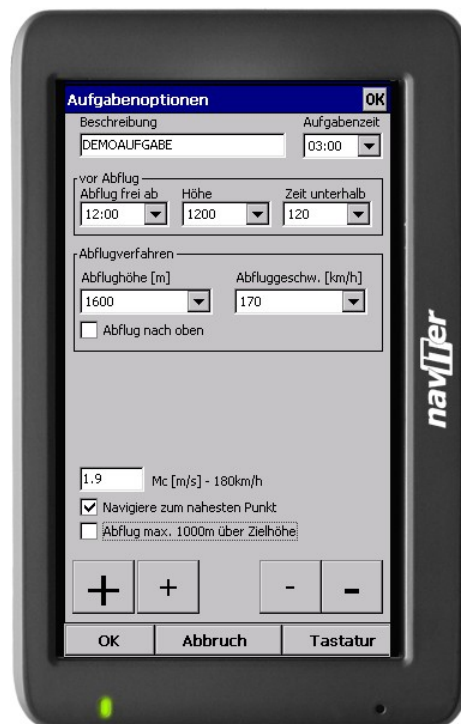 Aufgabenoptionen OK
Beschreibung Aufgabenzeit
DEMOAUFGABE 03:00
vor Abflug
Abflug frei ab Höhe Zeit unterhalb
12:00 1200 120
Abflugverfahren
Abflughöhe [m] Abfluggeschw. [km/h]
1600 170
Abflug nach oben
1.9 Mc [m/s] - 180km/h
Navigiere zum nahesten Punkt
Abflug max. 1000m über Zielhöhe
+ + - -
OK Abbruch Tastatur
naviter